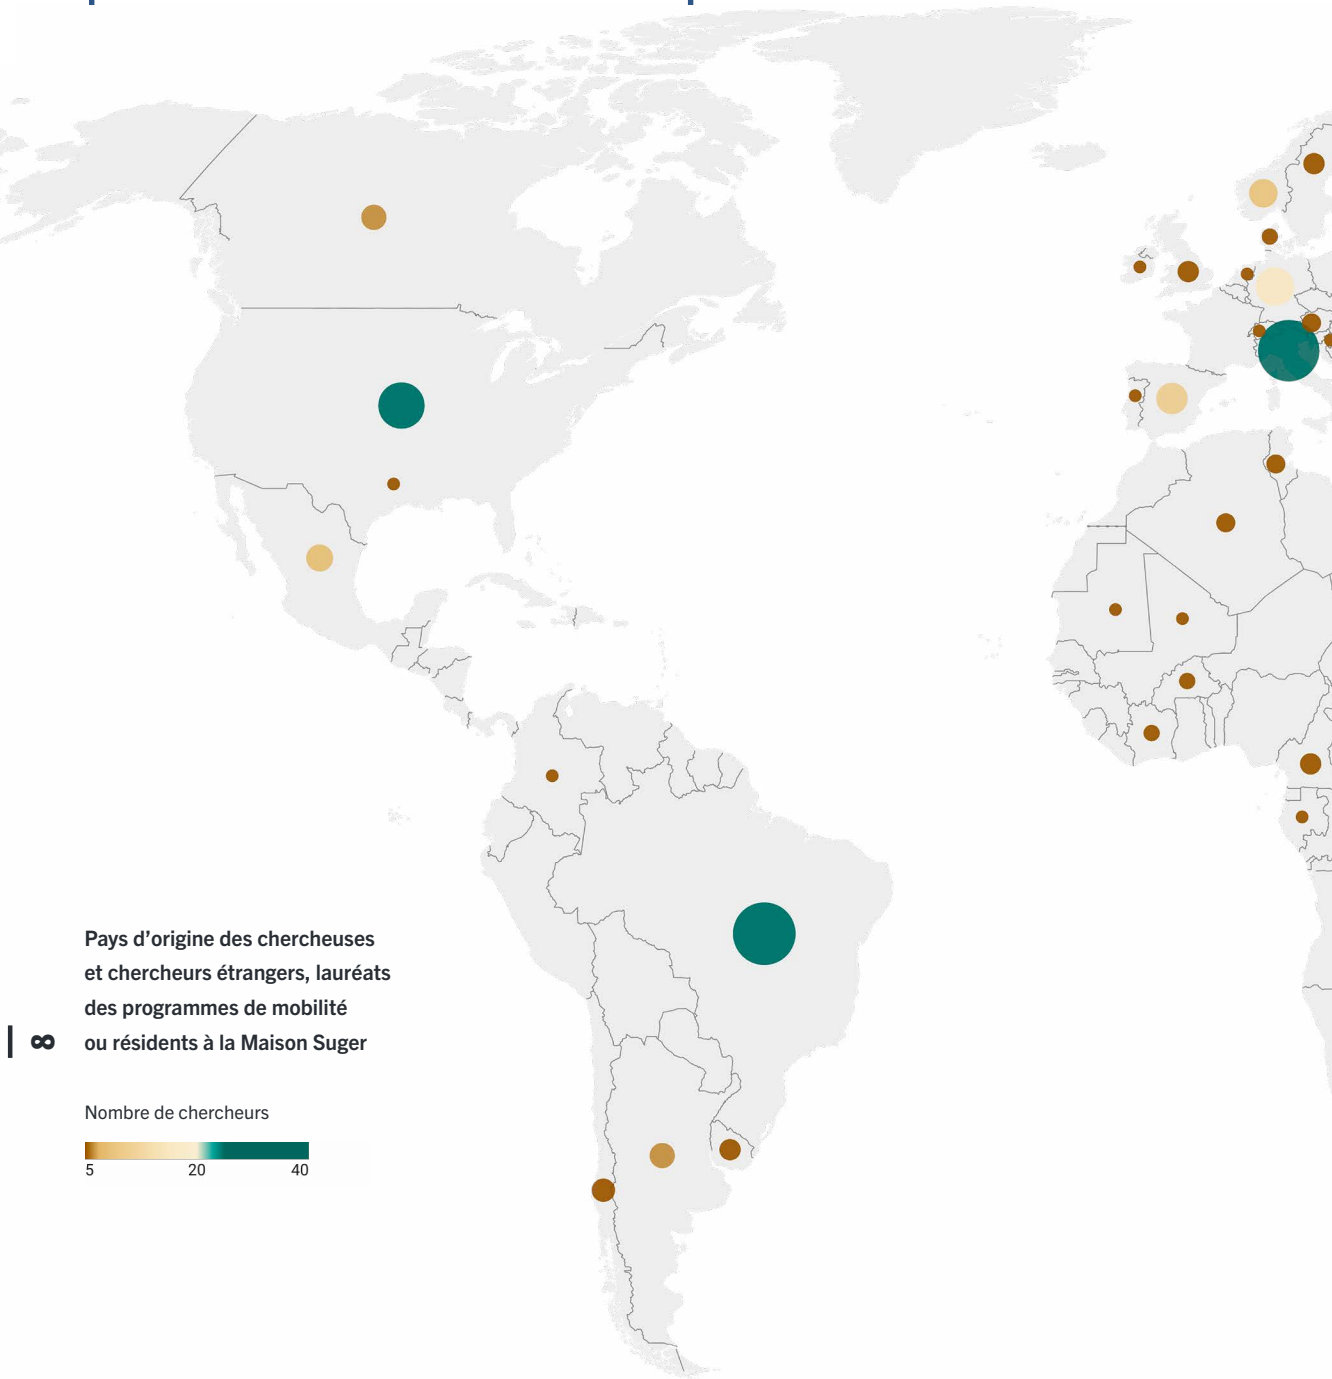 Pays d’origine des chercheuses
et chercheurs étrangers, lauréats
des programmes de mobilité
ou résidents à la Maison Suger
8
Nombre de chercheurs
5 20 40